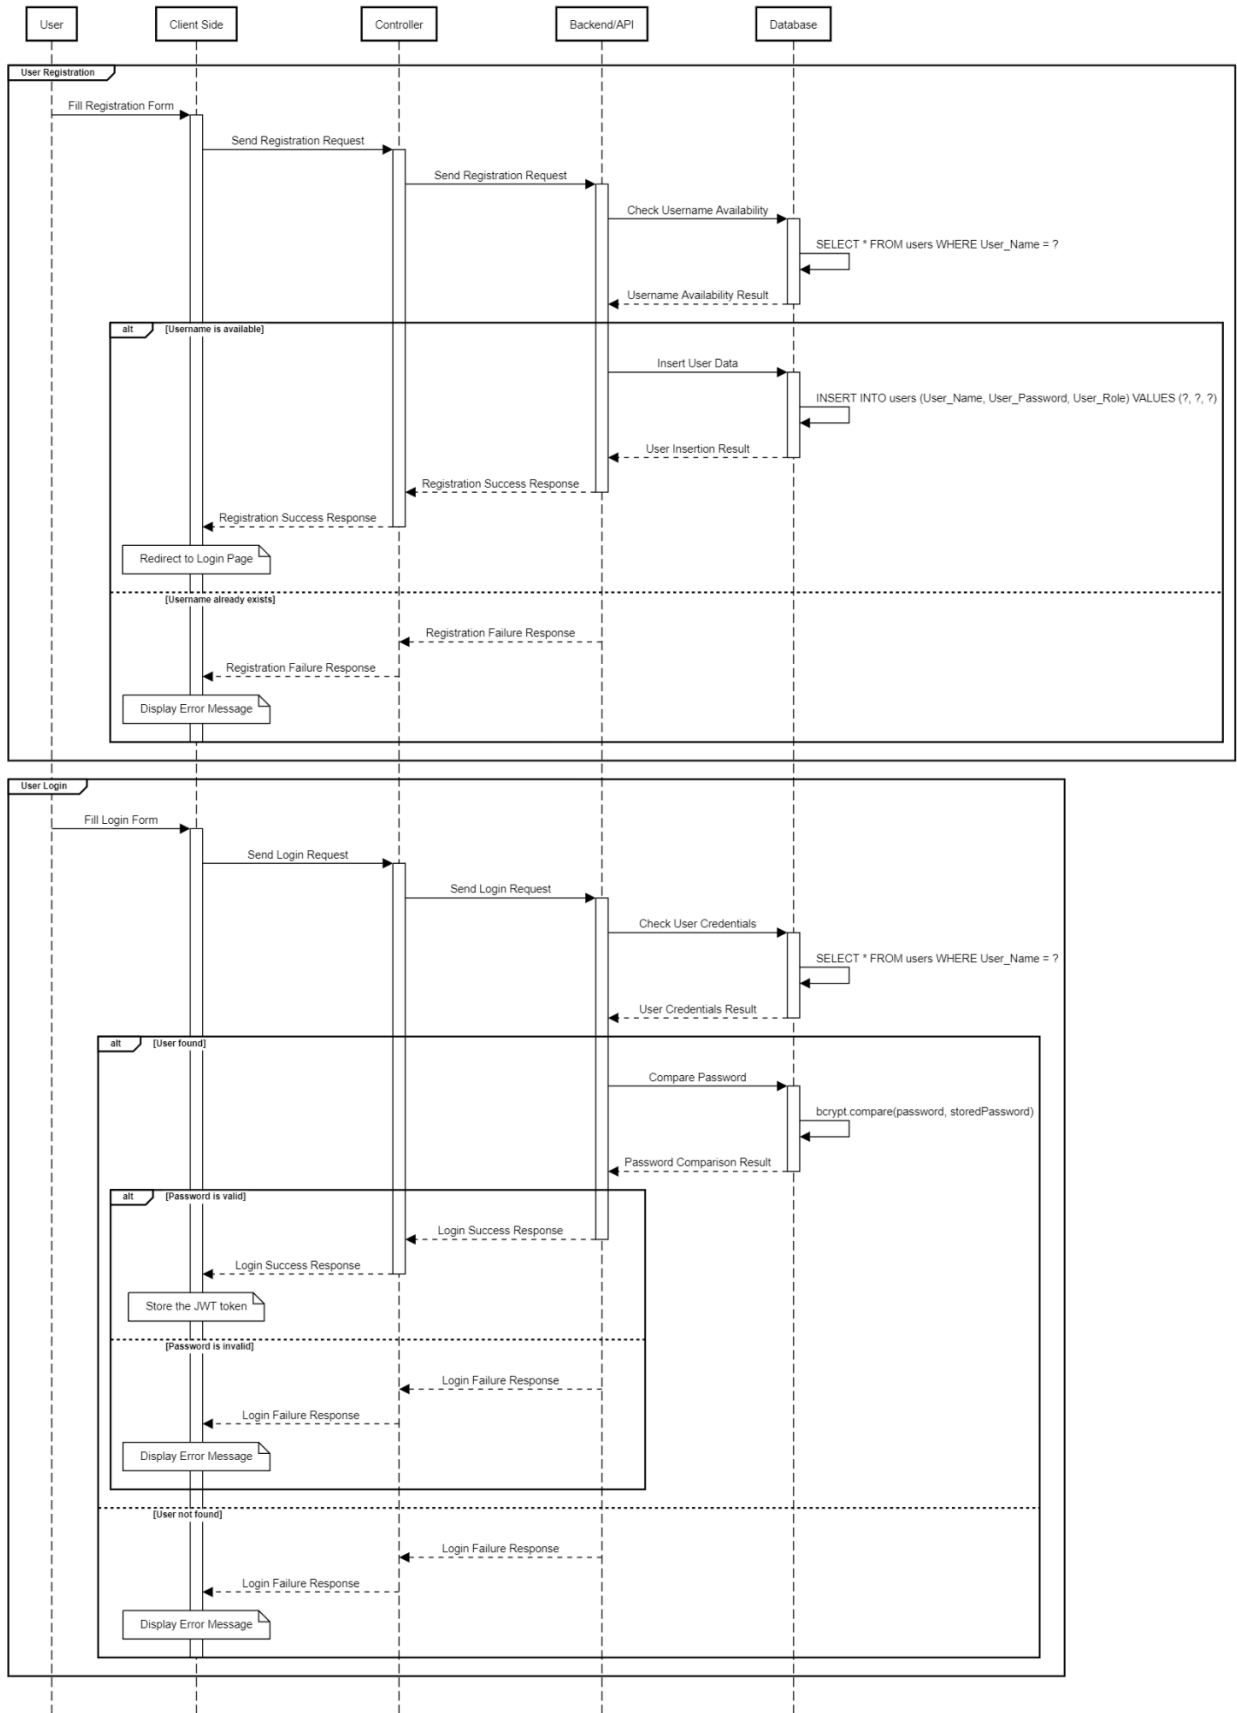 User
Client Side
Controller
Backend/API
Database
User Registration
Fill Registration Form
Send Registration Request
Send Registration Request
Check Username Availability
SELECT * FROM users WHERE User_Name = ?
Username Availability Result
alt
[Username is available]
Insert User Data
INSERT INTO users (User_Name, User_Password, User_Role) VALUES (?, ?, ?)
User Insertion Result
Registration Success Response
Registration Success Response
Redirect to Login Page
[Username already exists]
Registration Failure Response
Registration Failure Response
Display Error Message
User Login
Fill Login Form
Send Login Request
Send Login Request
Check User Credentials
SELECT * FROM users WHERE User_Name = ?
User Credentials Result
alt
[User found]
Compare Password
bcrypt.compare(password, storedPassword)
Password Comparison Result
alt
[Password is valid]
Login Success Response
Login Success Response
Store the JWT token
[Password is invalid]
Login Failure Response
Login Failure Response
Display Error Message
[User not found]
Login Failure Response
Login Failure Response
Display Error Message